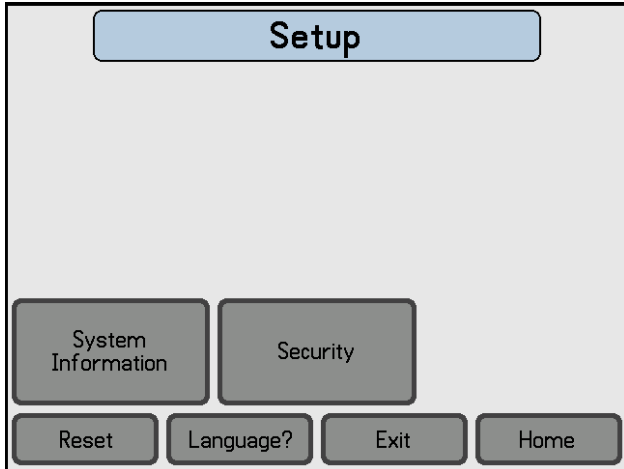 Setup
System
Information
Security
Reset
Language?
Exit
Home